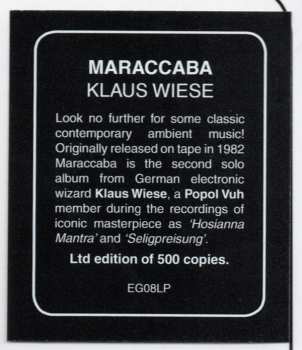 MARACCABA
KLAUS WIESE
Look no further for some classic
contemporary ambient music!
Originally released on tape in 1982
Maraccaba is the second solo
album from German electronic
wizard Klaus Wiese, a Popol Vuh
member during the recordings of
iconic masterpiece as ‘Hosianna
Mantra’ and ‘Seligpreisung’.
Ltd edition of 500 copies.
EG08LP